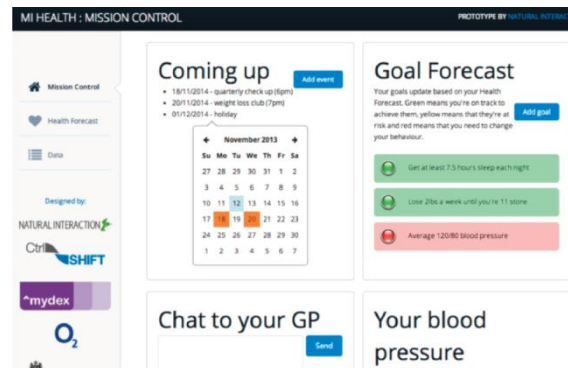 MI HEALTH : MISSION CONTROL
PROTOTYPE BY NATURAL INTERAC
Mission Control
Health Forecast
Data
Designed by:
NATURAL INTERACTION
Ctrl
SHIFT
^mydex
O2
Coming up
Add event
18/11/2014 - quarterly check up (6pm)
20/11/2014 - weight loss club (7pm)
01/12/2014 - holiday
November 2013
Su Mo Tu We Th Fr Sa
27 28 29 30 31 1 2
3 4 5 6 7 8 9
10 11 12 13 14 15 16
17 18 19 20 21 22 23
24 25 26 27 28 29 30
1 2 3 4 5 6 7
Goal Forecast
Your goals update based on your Health
Forecast. Green means you're on track to
achieve them, yellow means that they're at
risk and red means that you need to change
your behaviour.
Add goal
Get at least 7.5 hours sleep each night
Lose 2lbs a week until you're 11 stone
Average 120/80 blood pressure
Chat to your GP
Send
Your blood
pressure